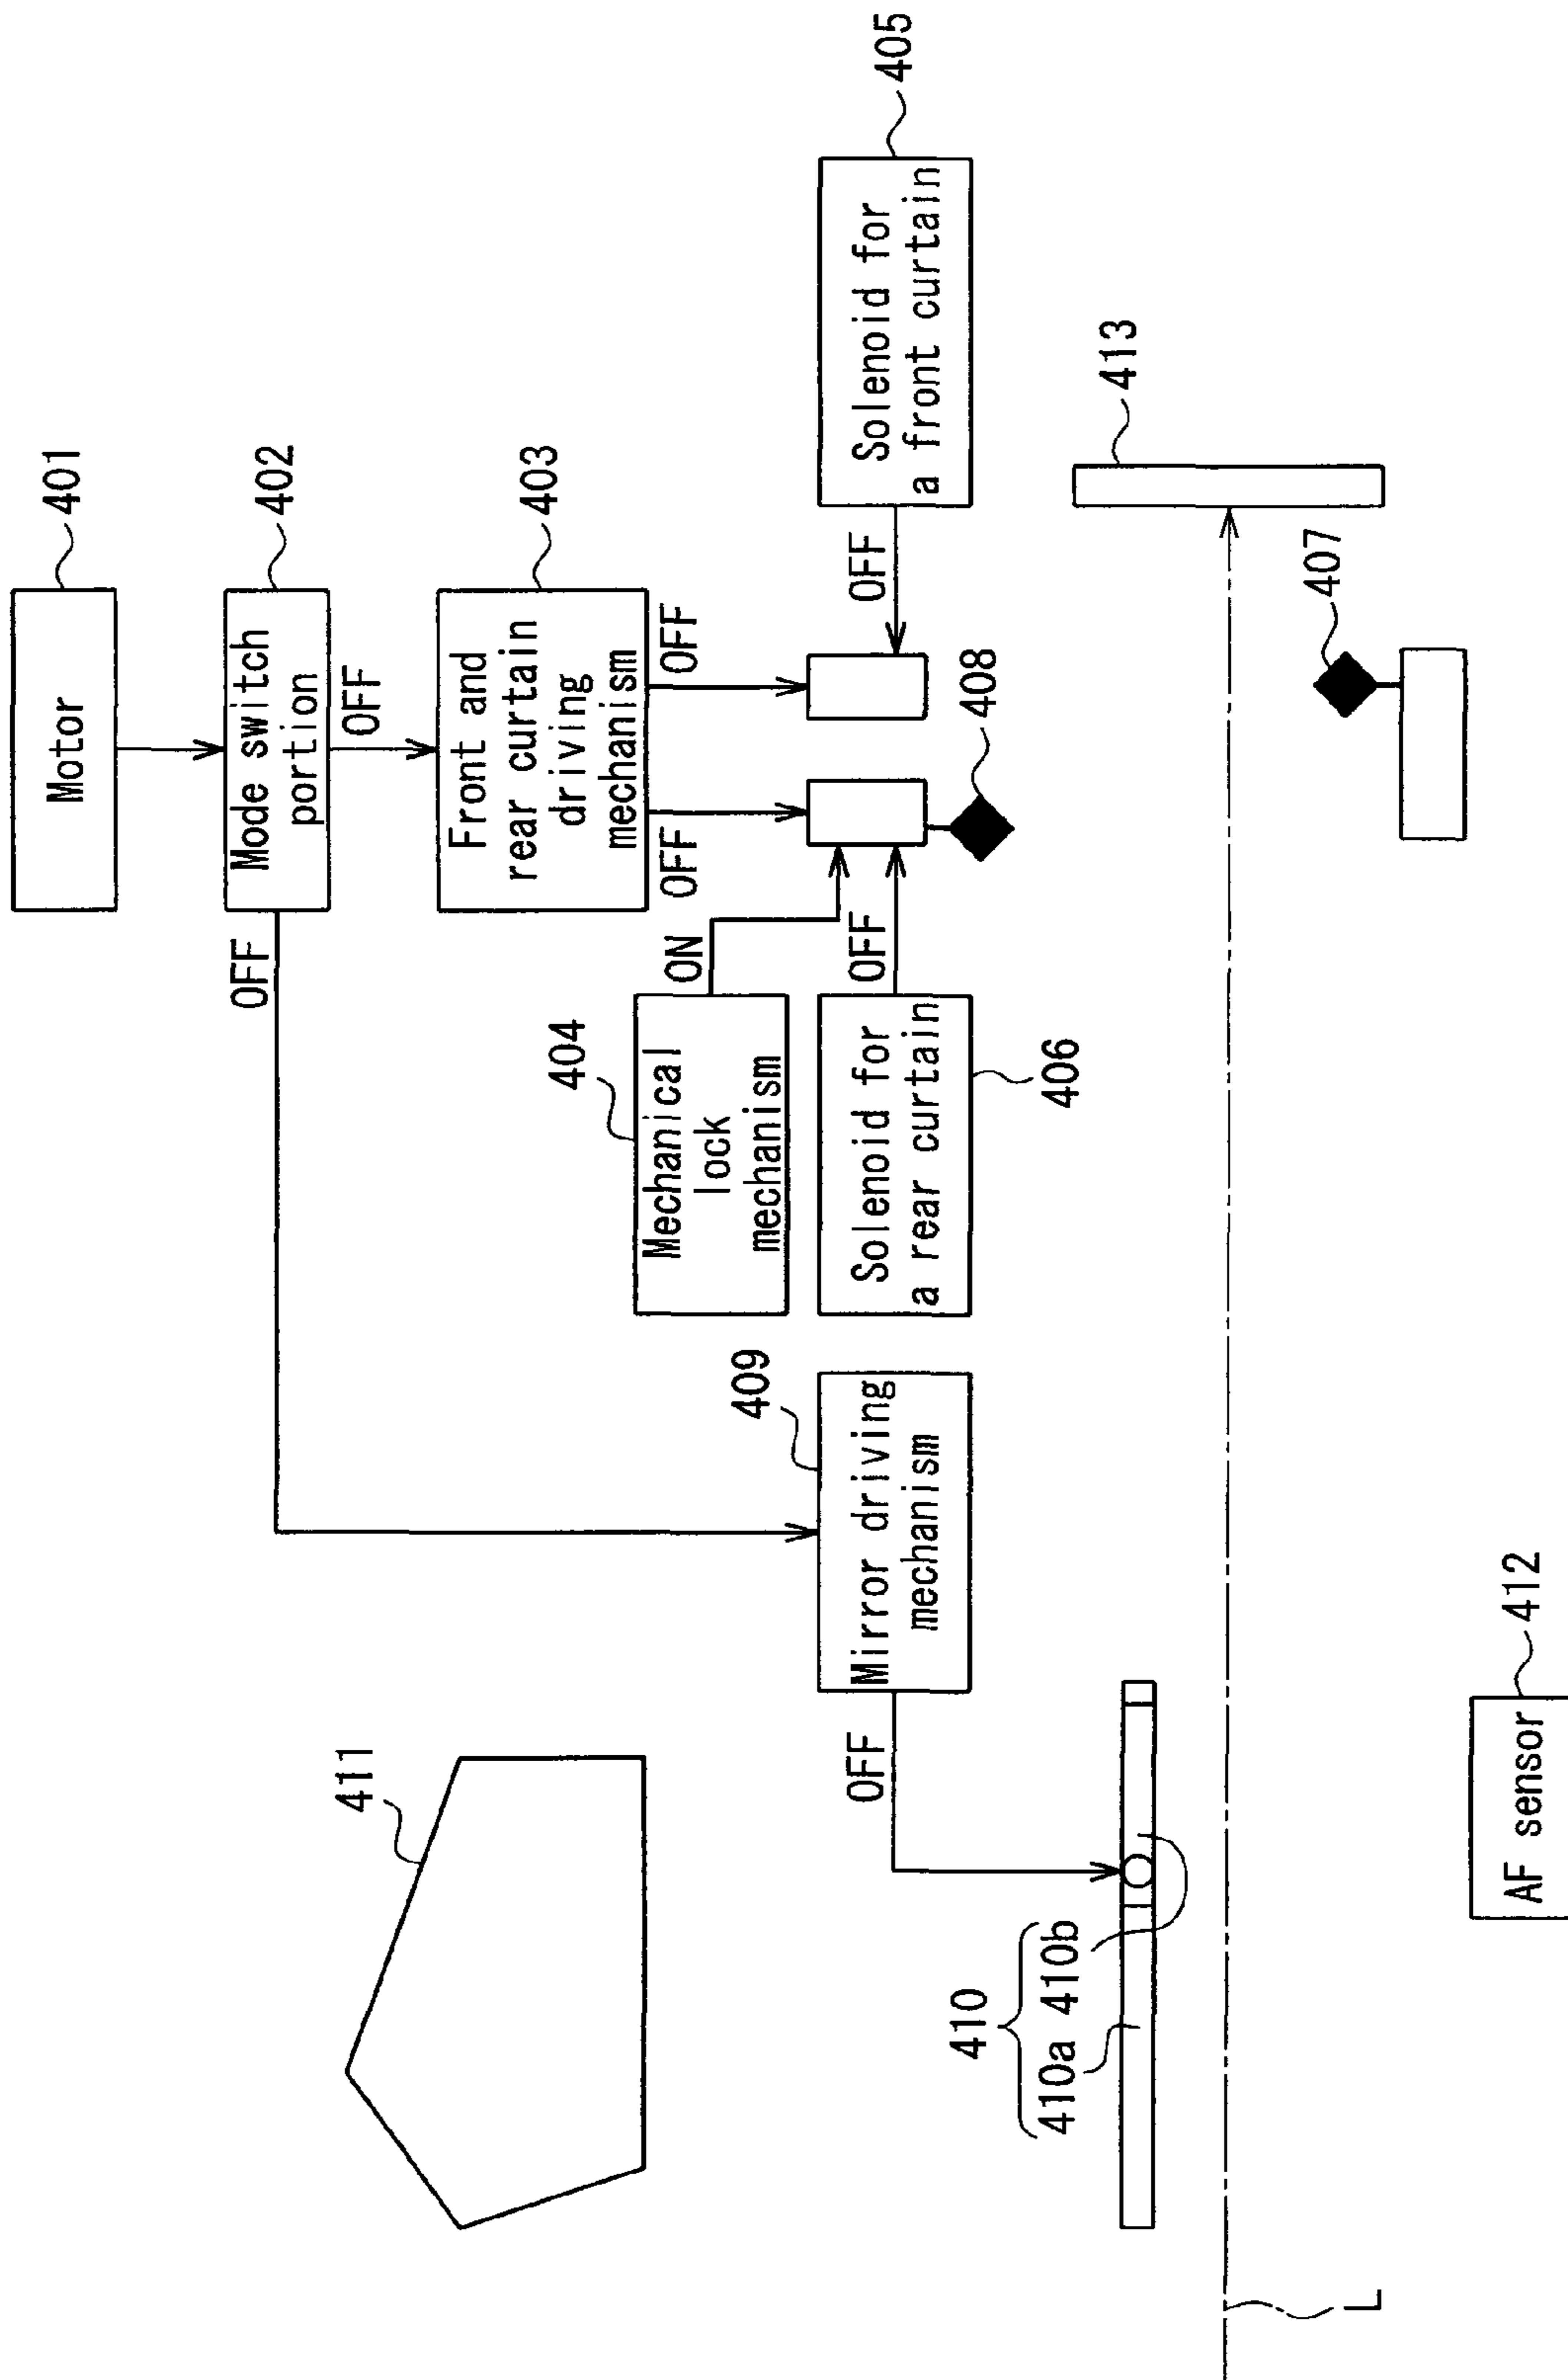 Motor
401
Mode switch
portion
402
OFF
OFF
Front and
rear curtain
driving
mechanism
403
OFF
OFF
404
Mechanical
lock
mechanism
ON
Solenoid for
a rear curtain
406
OFF
Solenoid for
a front curtain
405
OFF
408
409
Mirror driving
mechanism
OFF
411
410
410a
410b
413
407
412
AF sensor
L